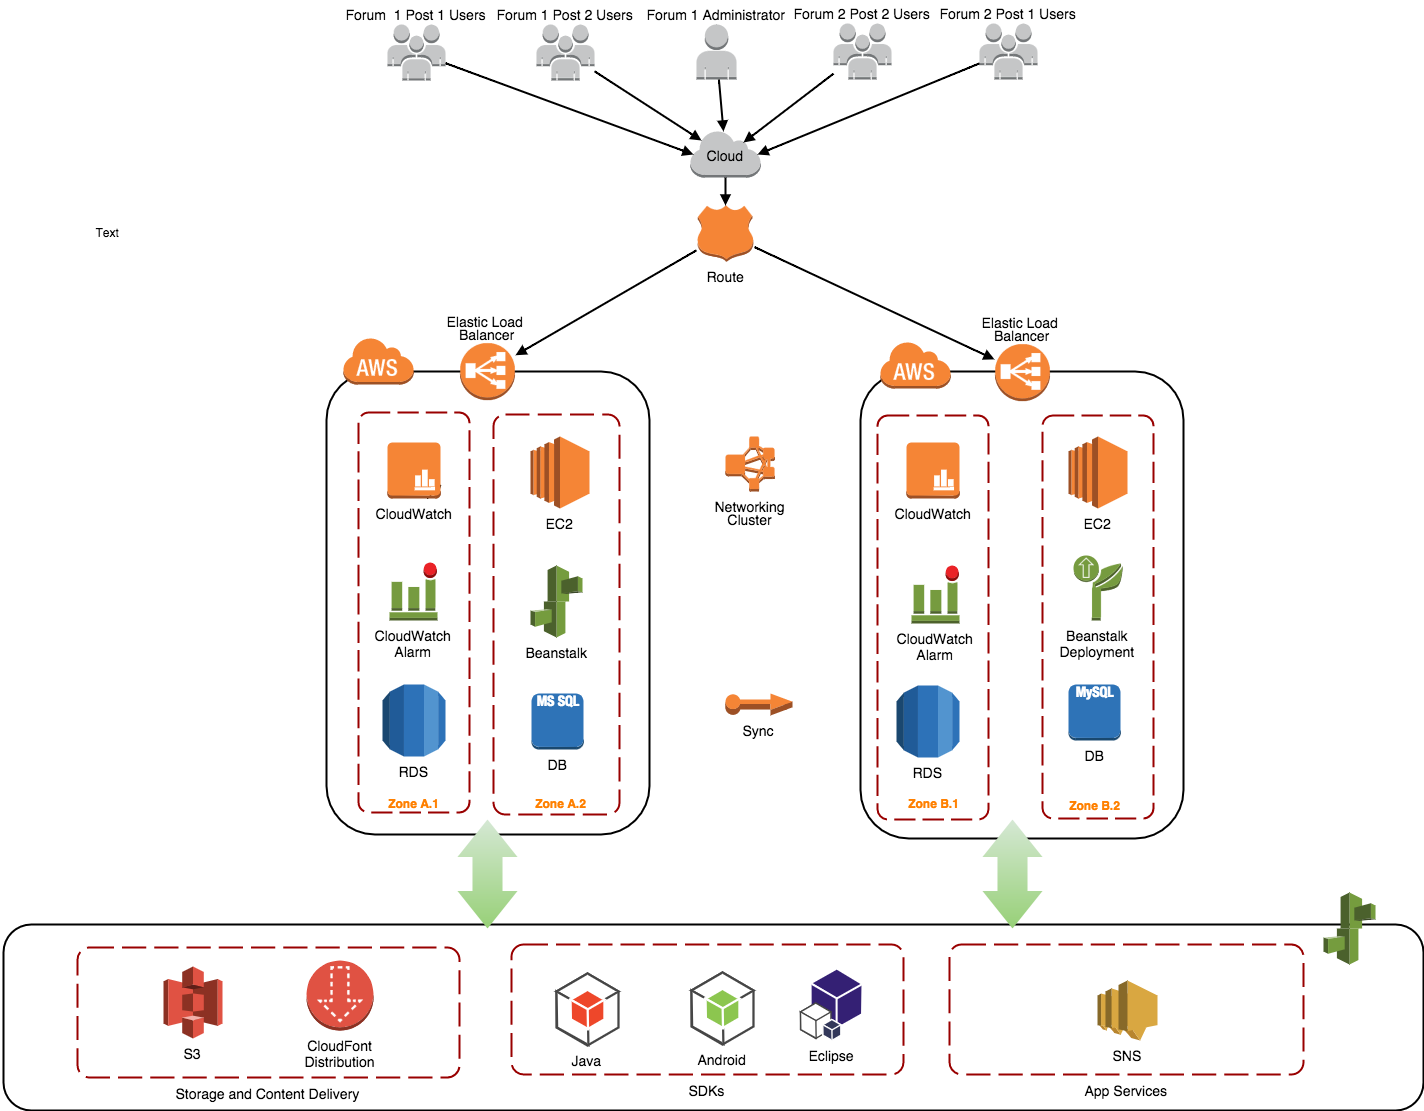 Forum  1 Post 1 Users
Forum 1 Post 2 Users
Forum 1 Administrator
Forum 2 Post 2 Users
Forum 2 Post 1 Users
Cloud
Text
Route
Elastic Load
Balancer
Elastic Load
Balancer
AWS
AWS
CloudWatch
EC2
Networking
Cluster
CloudWatch
EC2
CloudWatch
Alarm
Beanstalk
CloudWatch
Alarm
Beanstalk
Deployment
MS SQL
MySQL
RDS
DB
Sync
RDS
DB
Zone A.1
Zone A.2
Zone B.1
Zone B.2
S3
CloudFont
Distribution
Java
Android
Eclipse
SNS
Storage and Content Delivery
SDKs
App Services